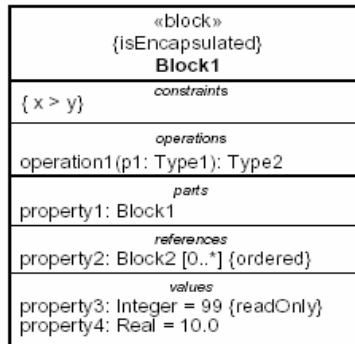 «block»
{isEncapsulated}
Block1
constraints
{ x > y}
operations
operation1(p1: Type1): Type2
parts
property1: Block1
references
property2: Block2 [0..*] {ordered}
values
property3: Integer = 99 {readOnly}
property4: Real = 10.0